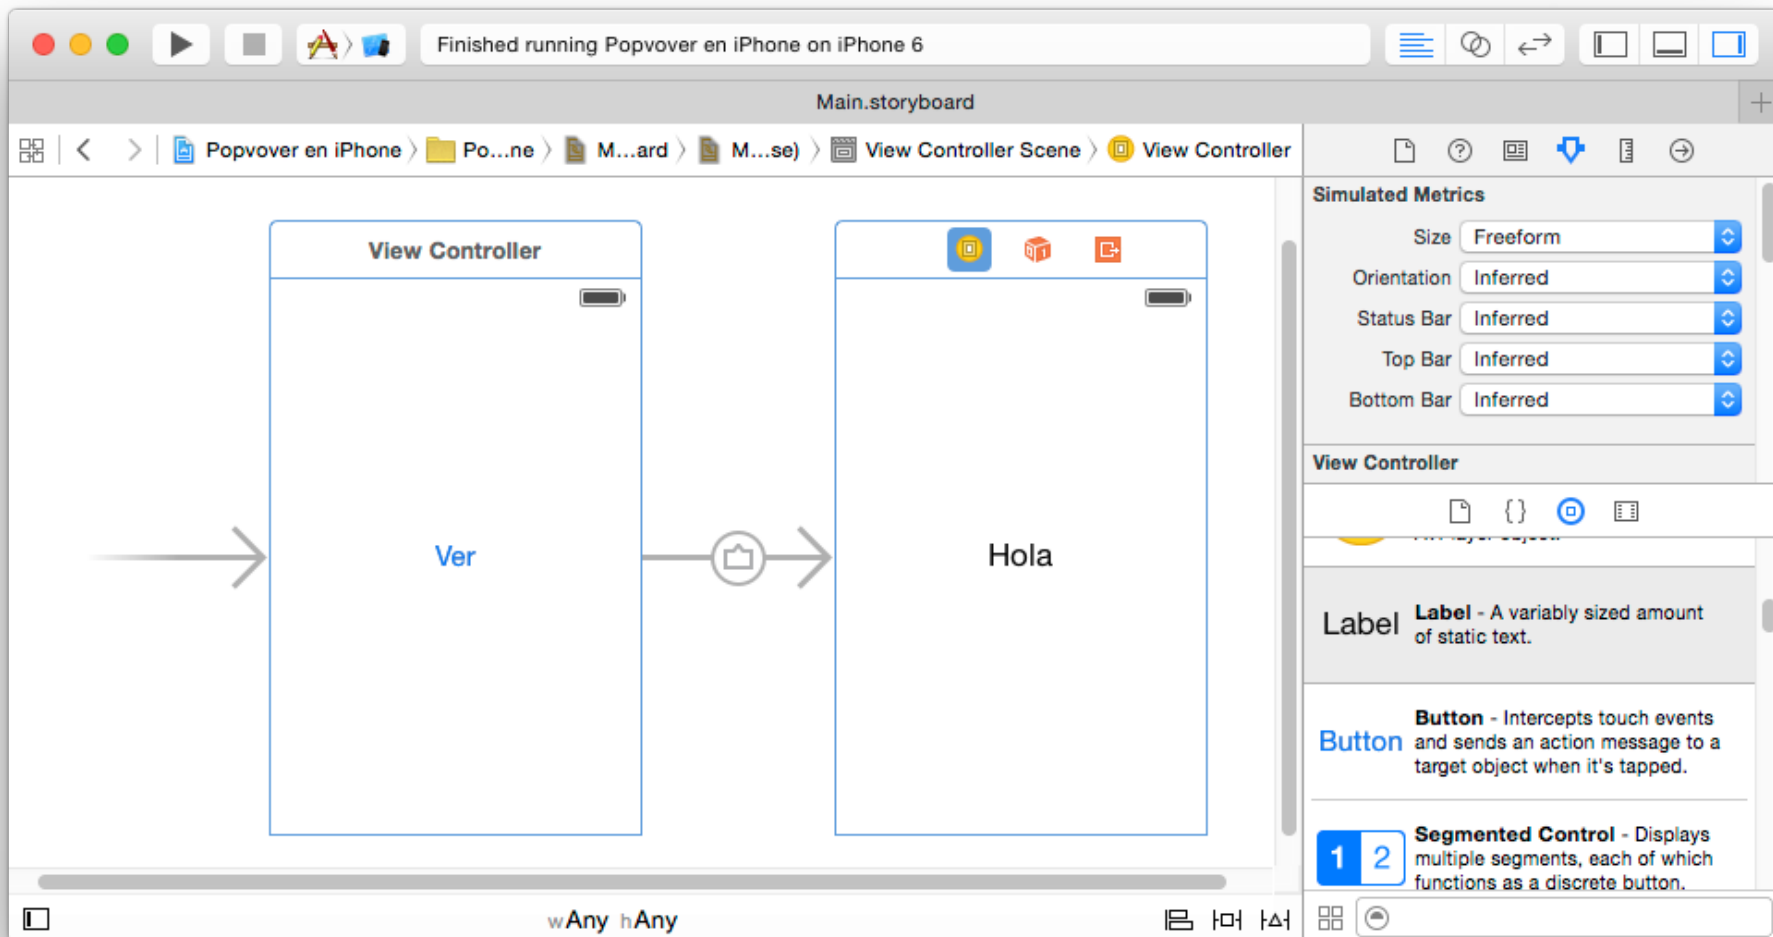 Finished running Popvover en iPhone on iPhone 6
Main.storyboard
Popvover en iPhone
Po...ne
M...ard
M...se)
View Controller Scene
View Controller
View Controller
Ver
Hola
wAny hAny
Simulated Metrics
Size Freeform
Orientation Inferred
Status Bar Inferred
Top Bar Inferred
Bottom Bar Inferred
View Controller
{}
Label
Label - A variably sized amount
of static text.
Button
Button - Intercepts touch events
and sends an action message to a
target object when it's tapped.
1 2
Segmented Control - Displays
multiple segments, each of which
functions as a discrete button.